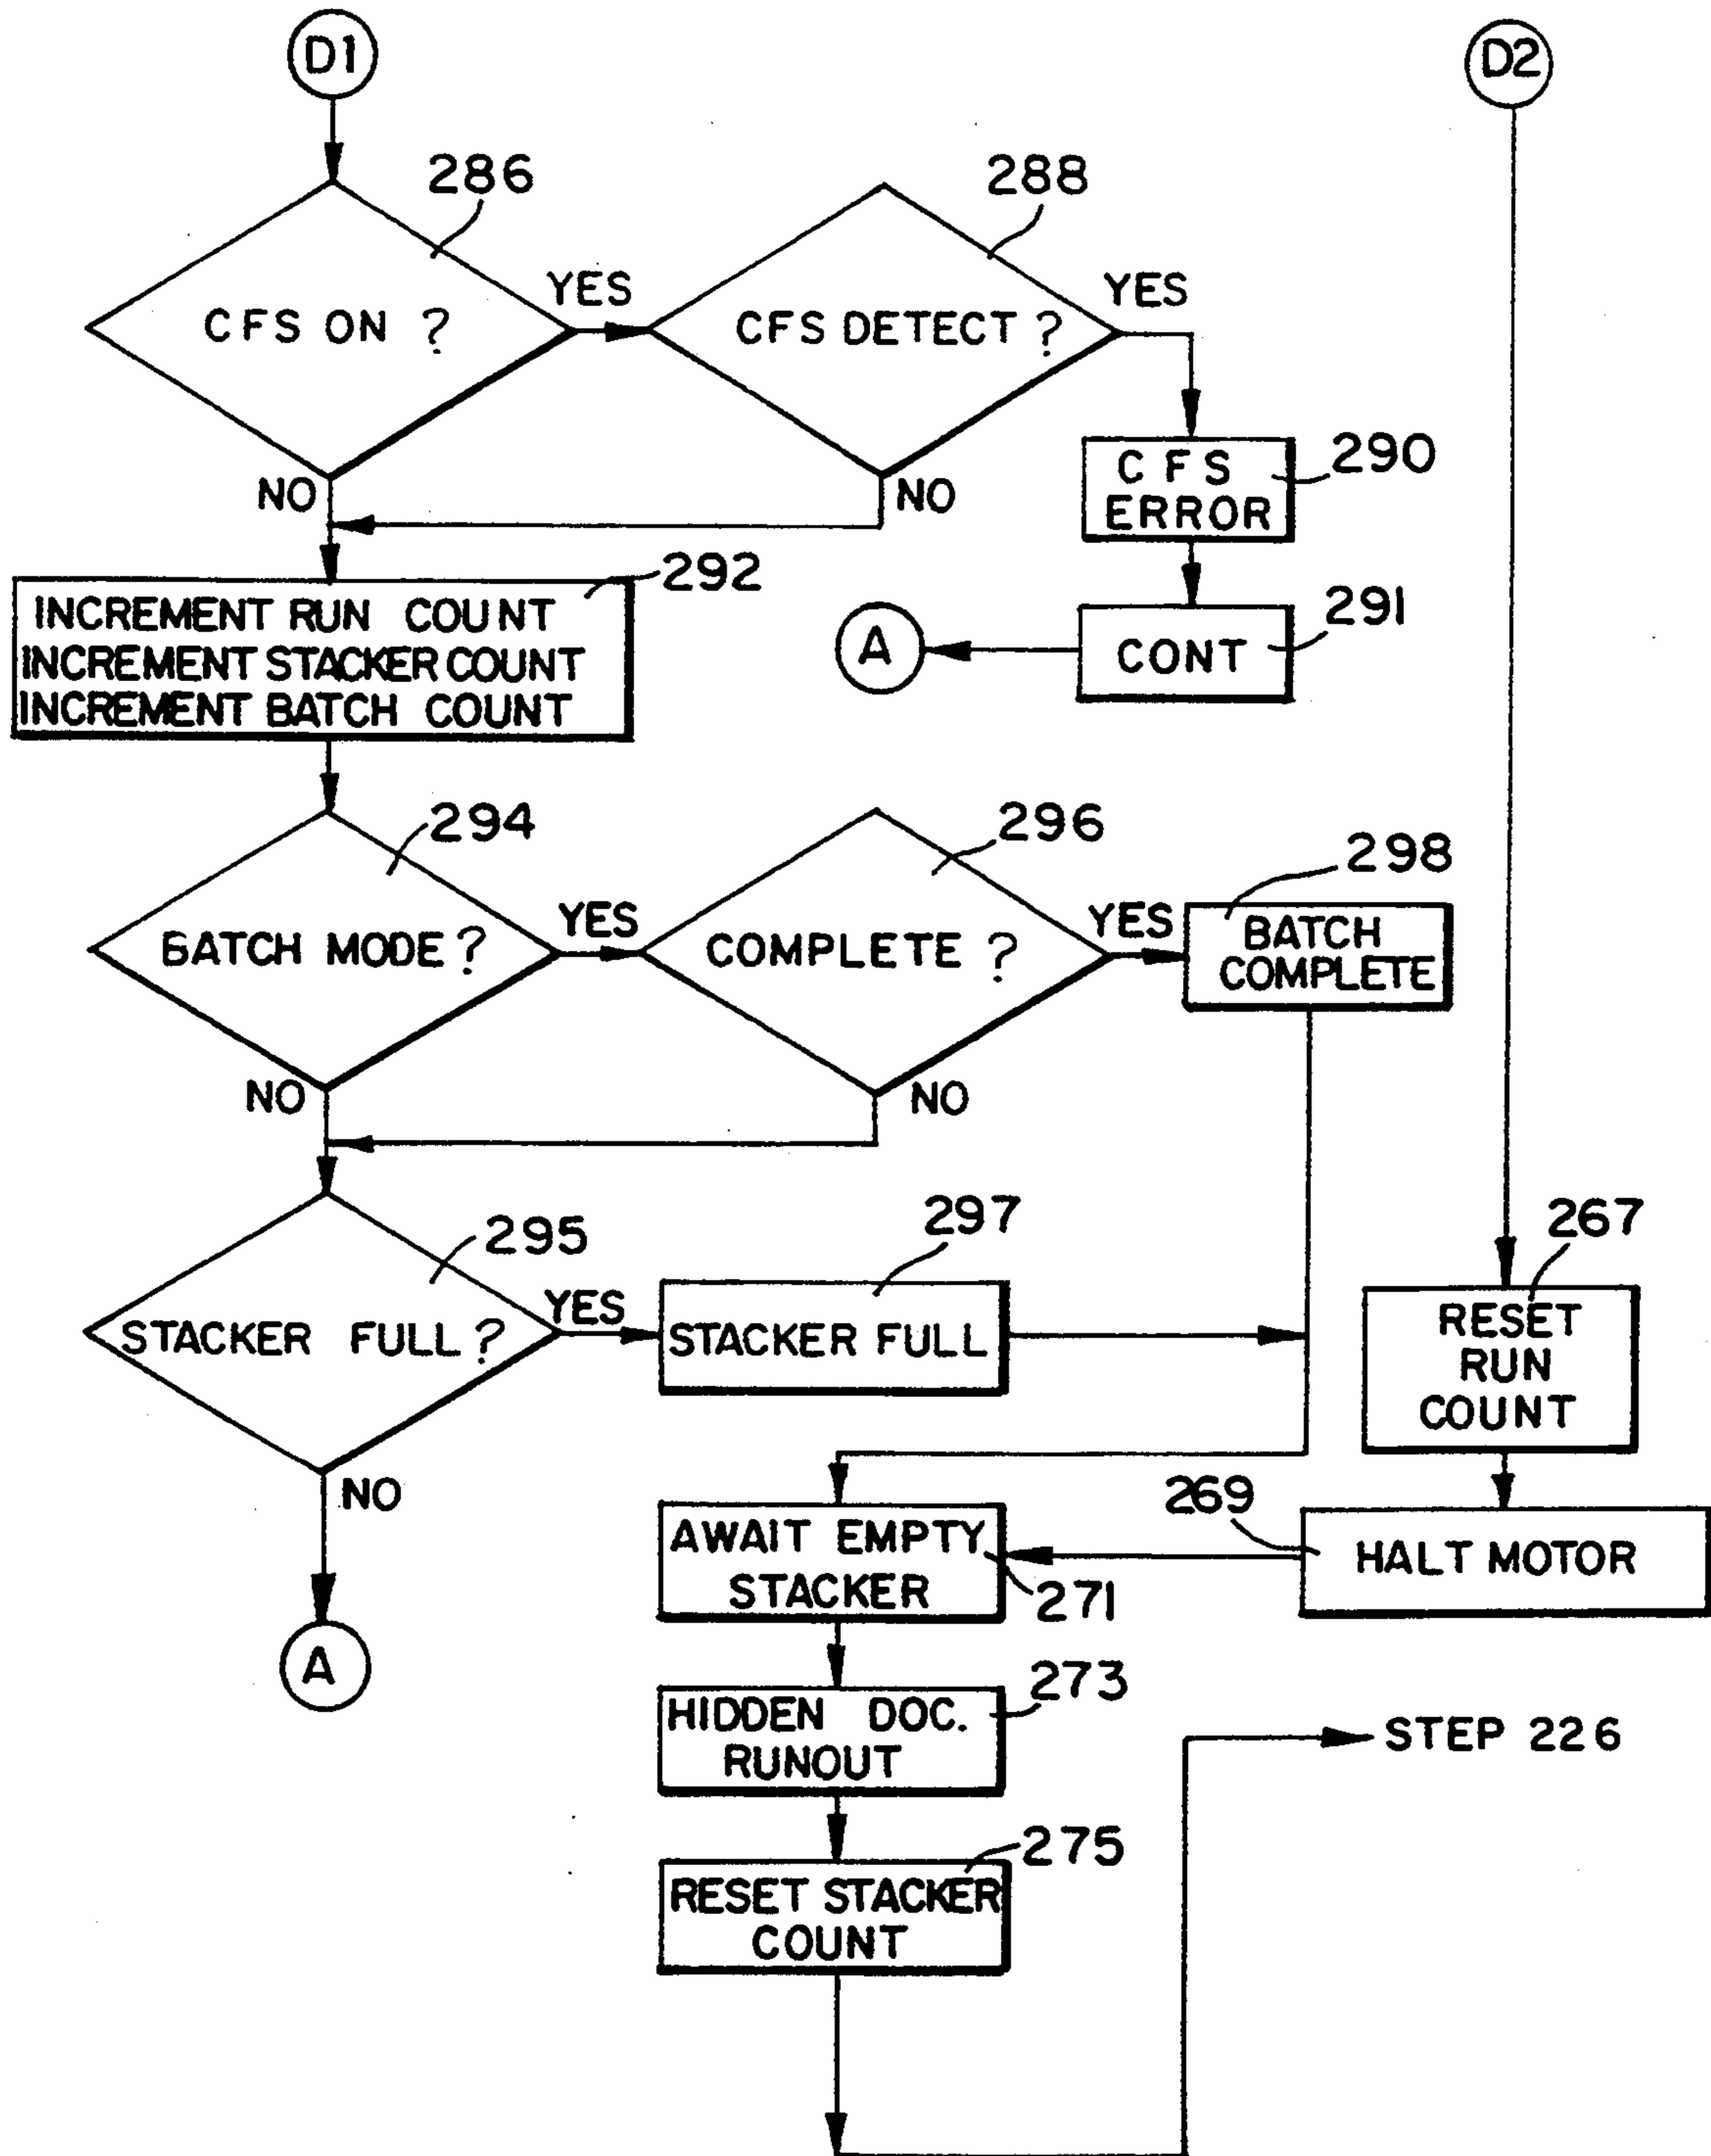 D1
D2
286
288
CFS ON ?
YES
CFS DETECT ?
YES
NO
NO
CFS
ERROR
290
292
INCREMENT RUN COUNT
INCREMENT STACKER COUNT
INCREMENT BATCH COUNT
A
CONT
291
294
296
298
BATCH MODE ?
YES
COMPLETE ?
YES
BATCH
COMPLETE
NO
NO
295
297
267
STACKER FULL ?
YES
STACKER FULL
RESET
RUN
COUNT
NO
269
AWAIT EMPTY
STACKER
271
HALT MOTOR
A
273
HIDDEN DOC.
RUNOUT
STEP 226
275
RESET STACKER
COUNT